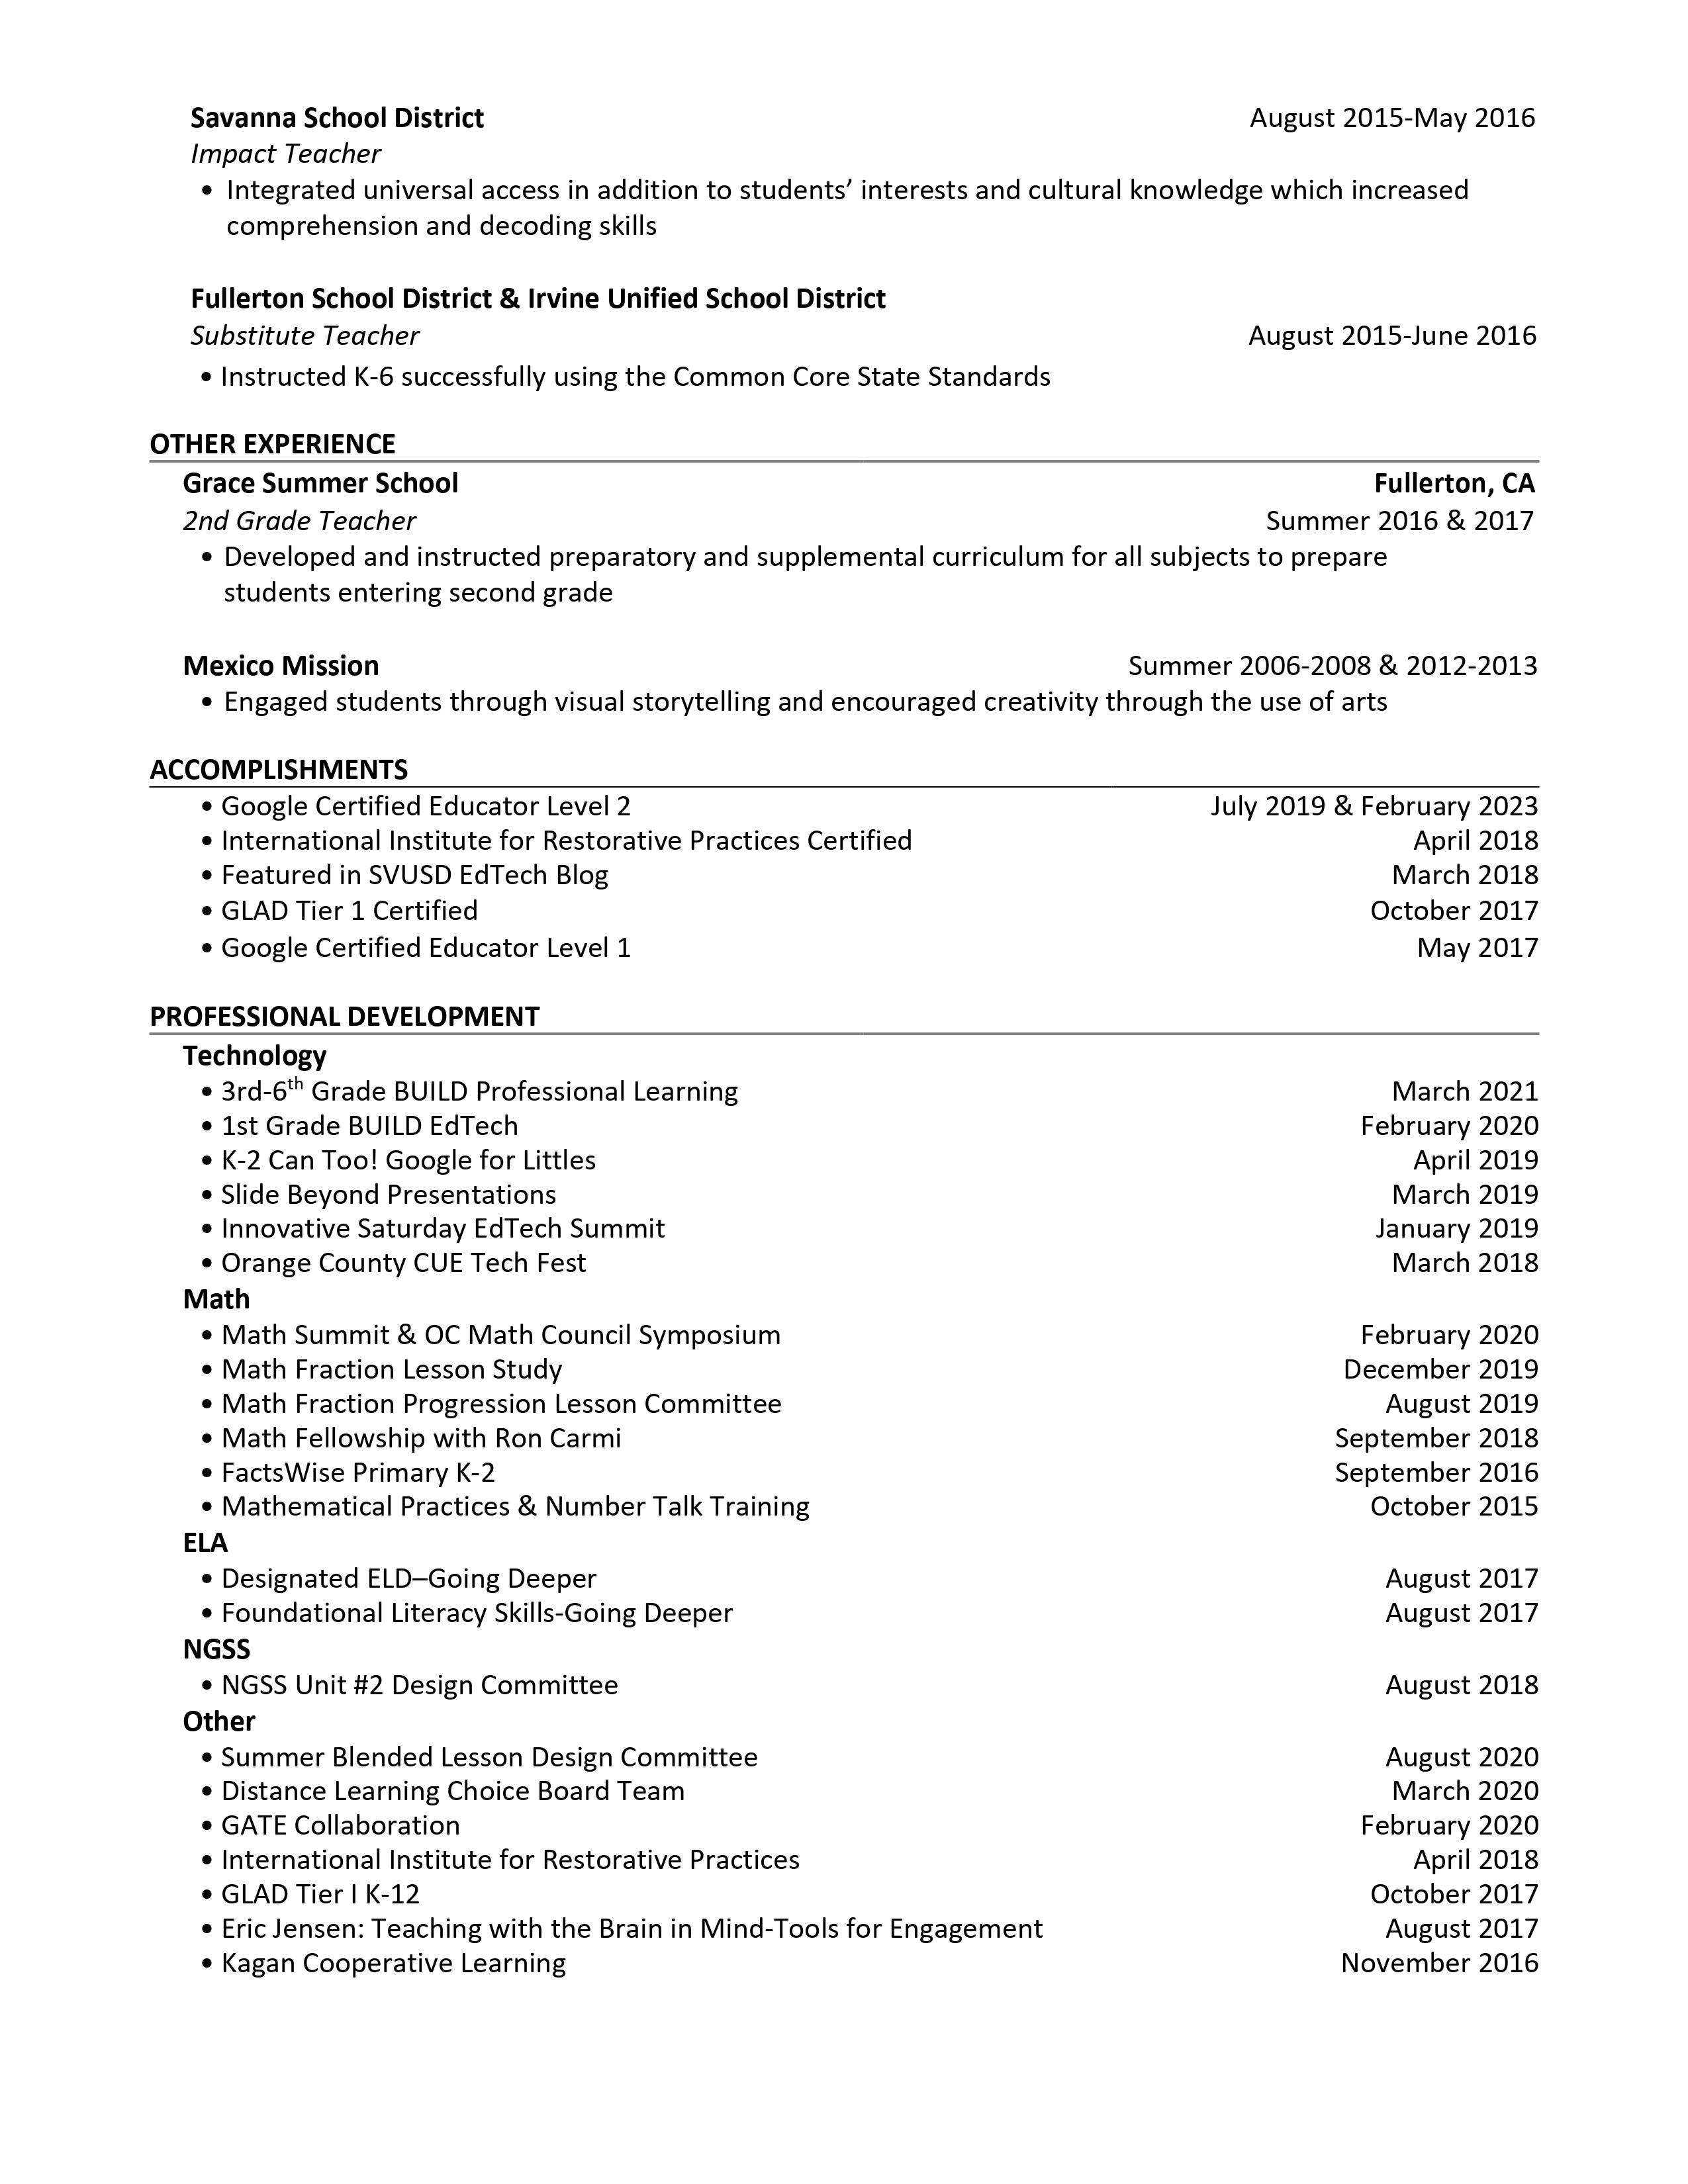 Savanna School District August 2015-May 2016
Impact Teacher
• Integrated universal access in addition to students’ interests and cultural knowledge which increased
comprehension and decoding skills
Fullerton School District & Irvine Unified School District
Substitute Teacher August 2015-June 2016
• Instructed K-6 successfully using the Common Core State Standards
OTHER EXPERIENCE
Grace Summer School Fullerton, CA
2nd Grade Teacher Summer 2016 & 2017
• Developed and instructed preparatory and supplemental curriculum for all subjects to prepare
students entering second grade
Mexico Mission Summer 2006-2008 & 2012-2013
• Engaged students through visual storytelling and encouraged creativity through the use of arts
ACCOMPLISHMENTS
• Google Certified Educator Level 2 July 2019 & February 2023
• International Institute for Restorative Practices Certified April 2018
• Featured in SVUSD EdTech Blog March 2018
• GLAD Tier 1 Certified October 2017
• Google Certified Educator Level 1 May 2017
PROFESSIONAL DEVELOPMENT
Technology
• 3rd-6th Grade BUILD Professional Learning March 2021
• 1st Grade BUILD EdTech February 2020
• K-2 Can Too! Google for Littles April 2019
• Slide Beyond Presentations March 2019
• Innovative Saturday EdTech Summit January 2019
• Orange County CUE Tech Fest March 2018
Math
• Math Summit & OC Math Council Symposium February 2020
• Math Fraction Lesson Study December 2019
• Math Fraction Progression Lesson Committee August 2019
• Math Fellowship with Ron Carmi September 2018
• FactsWise Primary K-2 September 2016
• Mathematical Practices & Number Talk Training October 2015
ELA
• Designated ELD–Going Deeper August 2017
• Foundational Literacy Skills-Going Deeper August 2017
NGSS
• NGSS Unit #2 Design Committee August 2018
Other
• Summer Blended Lesson Design Committee August 2020
• Distance Learning Choice Board Team March 2020
• GATE Collaboration February 2020
• International Institute for Restorative Practices April 2018
• GLAD Tier I K-12 October 2017
• Eric Jensen: Teaching with the Brain in Mind-Tools for Engagement August 2017
• Kagan Cooperative Learning November 2016